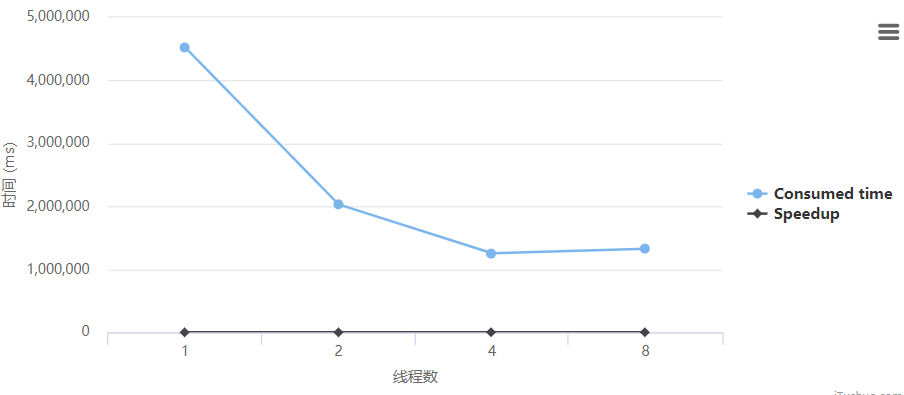 5,000,000
4,000,000
3,000,000
2,000,000
1,000,000
0
时间 (ms)
1 2 4 8
线程数
Consumed time
Speedup